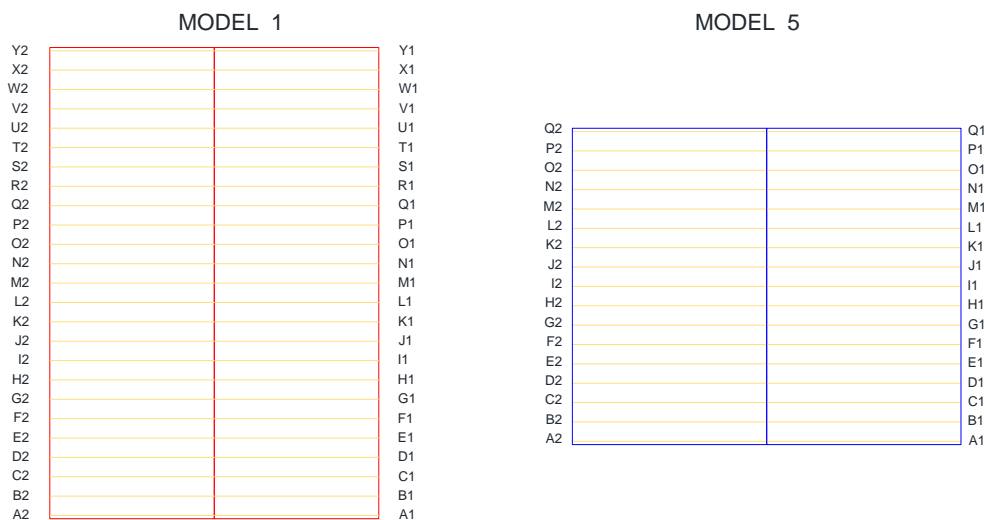 MODEL 1
Y2 Y1
X2 X1
W2 W1
V2 V1
U2 U1
T2 T1
S2 S1
R2 R1
Q2 Q1
P2 P1
O2 O1
N2 N1
M2 M1
L2 L1
K2 K1
J2 J1
I2 I1
H2 H1
G2 G1
F2 F1
E2 E1
D2 D1
C2 C1
B2 B1
A2 A1
MODEL 5
Q2 Q1
P2 P1
O2 O1
N2 N1
M2 M1
L2 L1
K2 K1
J2 J1
I2 I1
H2 H1
G2 G1
F2 F1
E2 E1
D2 D1
C2 C1
B2 B1
A2 A1